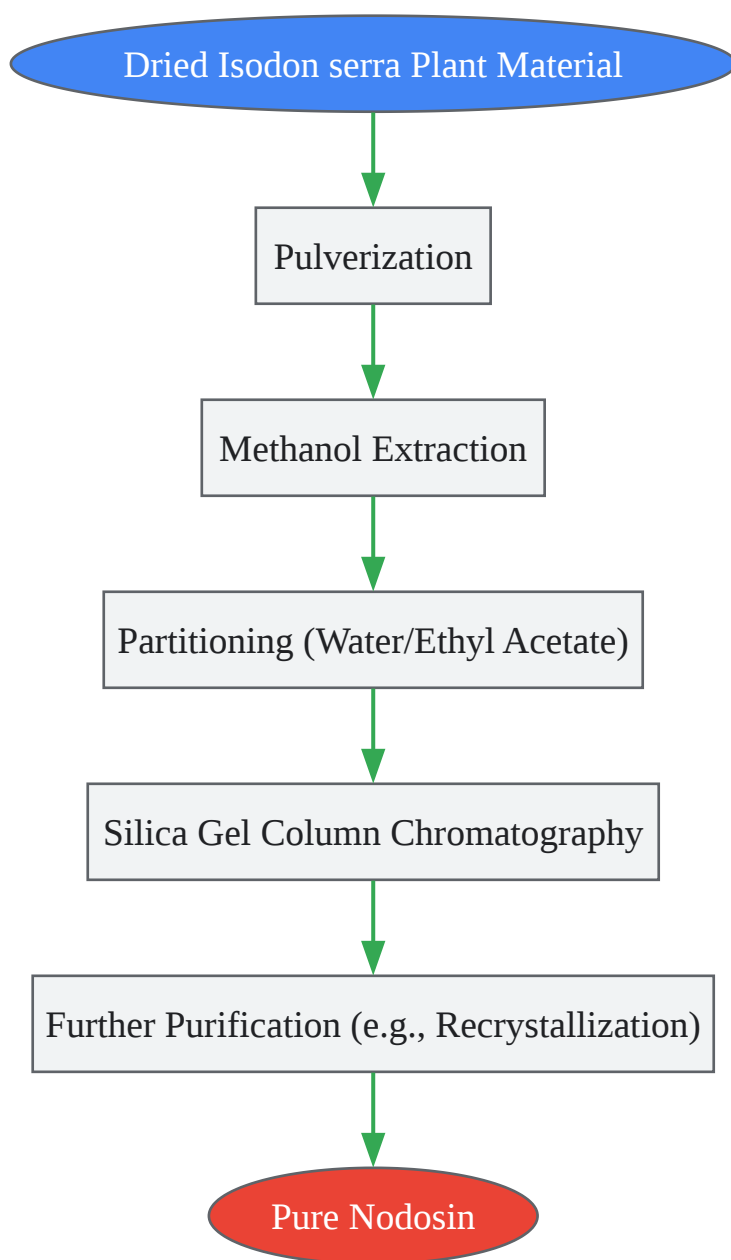 Dried Isodon serra Plant Material
Pulverization
Methanol Extraction
Partitioning (Water/Ethyl Acetate)
Silica Gel Column Chromatography
Further Purification (e.g., Recrystallization)
Pure Nodosin